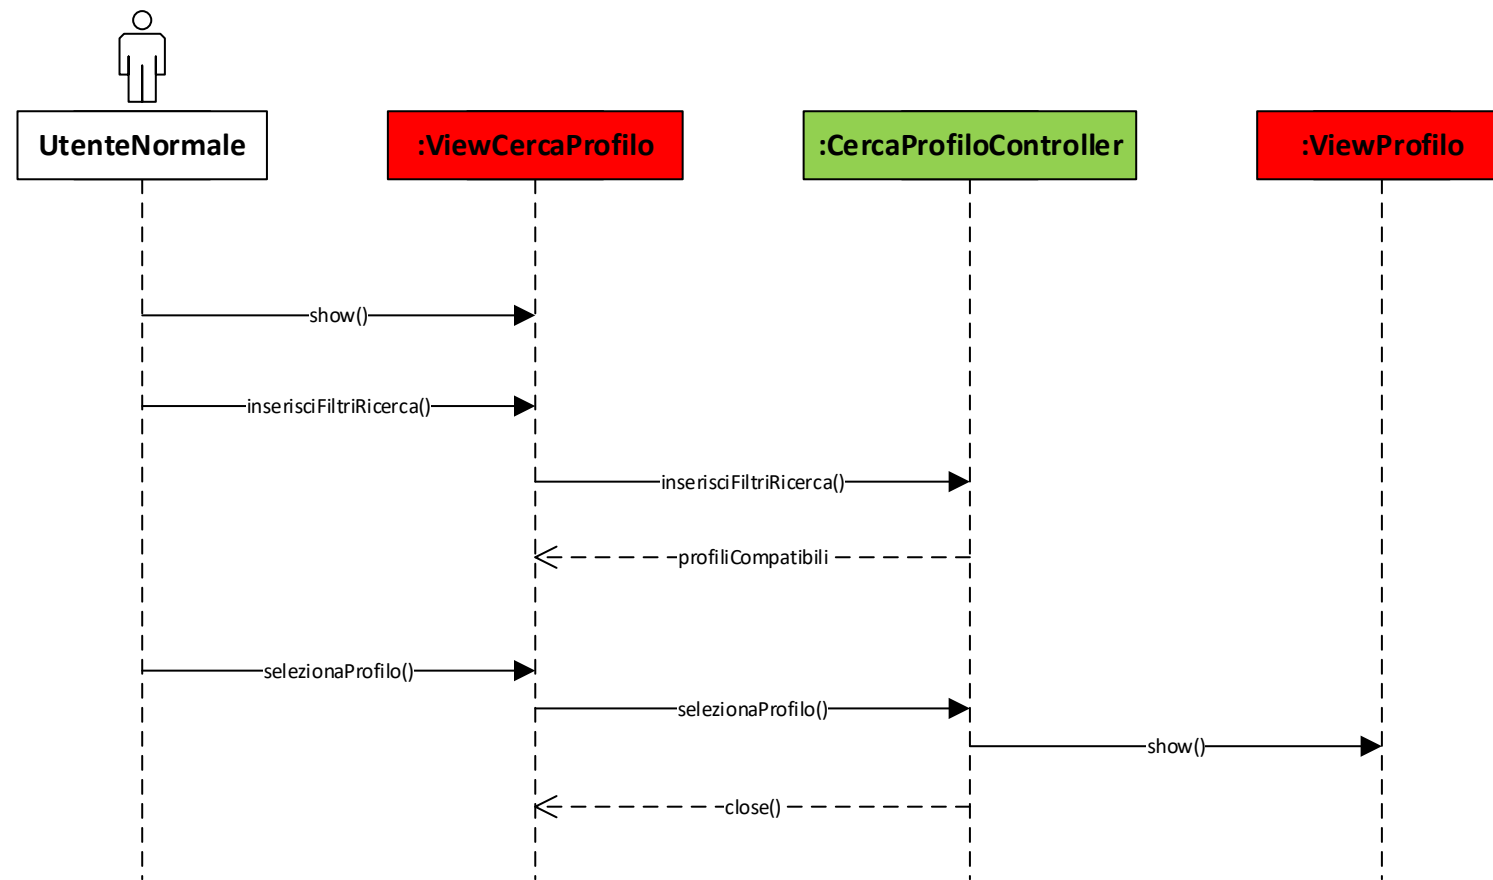 UtenteNormale
:ViewCercaProfilo
:CercaProfiloController
:ViewProfilo
show()
inserisciFiltriRicerca()
inserisciFiltriRicerca()
profiliCompatibili
selezionaProfilo()
selezionaProfilo()
show()
close()